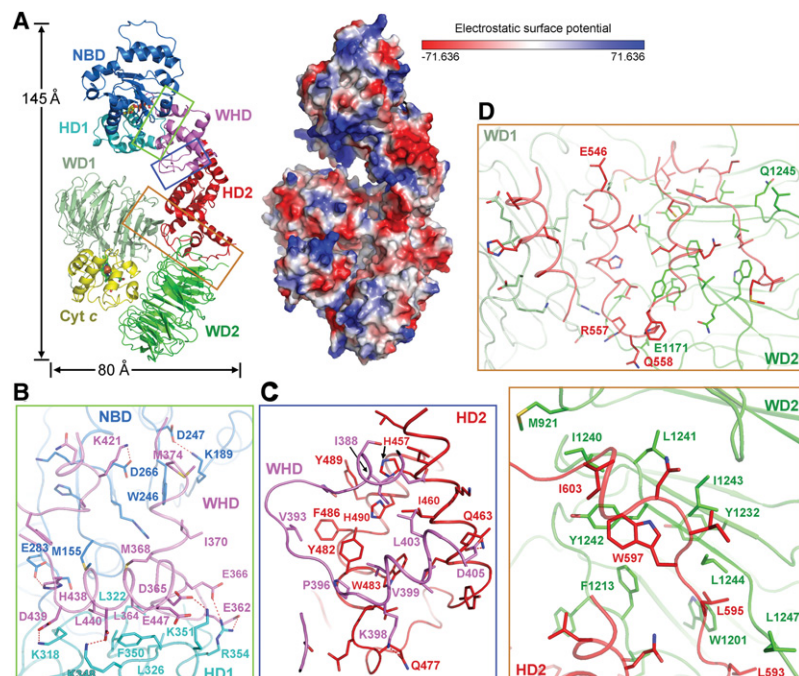 A
Electrostatic surface potential
-71.636 71.636
NBD
145 Å
HD1
WHD
WD1
HD2
Cyt c
WD2
80 Å
D
WD1
E546
Q1245
R557
E1171
Q558
WD2
B
NBD
K421
D247
M374
K189
D266
W246
WHD
I370
E283
M155
M368
E366
H438
L322
D365
D439
L440
L364
E447
E362
K318
K351
F350
R354
K348
L326
HD1
C
HD2
I388
H457
WHD
Y489
V393
F486
H490
I460
Q463
Y482
L403
P396
W483
V399
D405
K398
Q477
WD2
M921
I1240
L1241
I603
I1243
Y1232
Y1242
W597
L1244
F1213
L595
L1247
W1201
HD2
L593